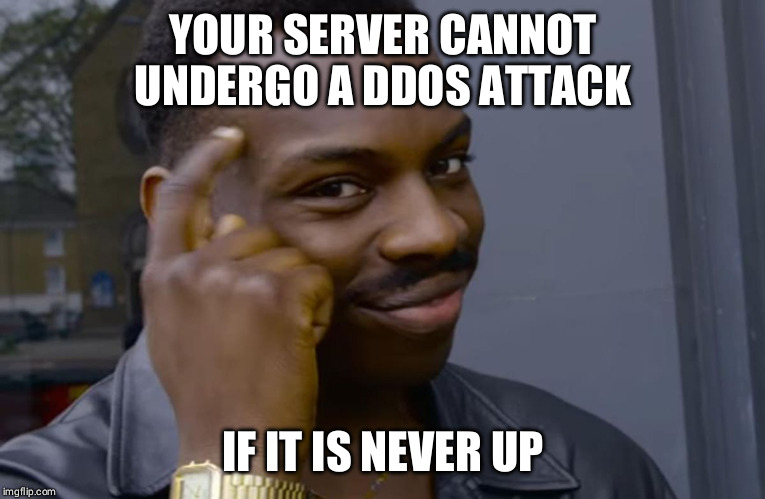 YOUR SERVER CANNOT
UNDERGO A DDOS ATTACK
IF IT IS NEVER UP
imgflip.com